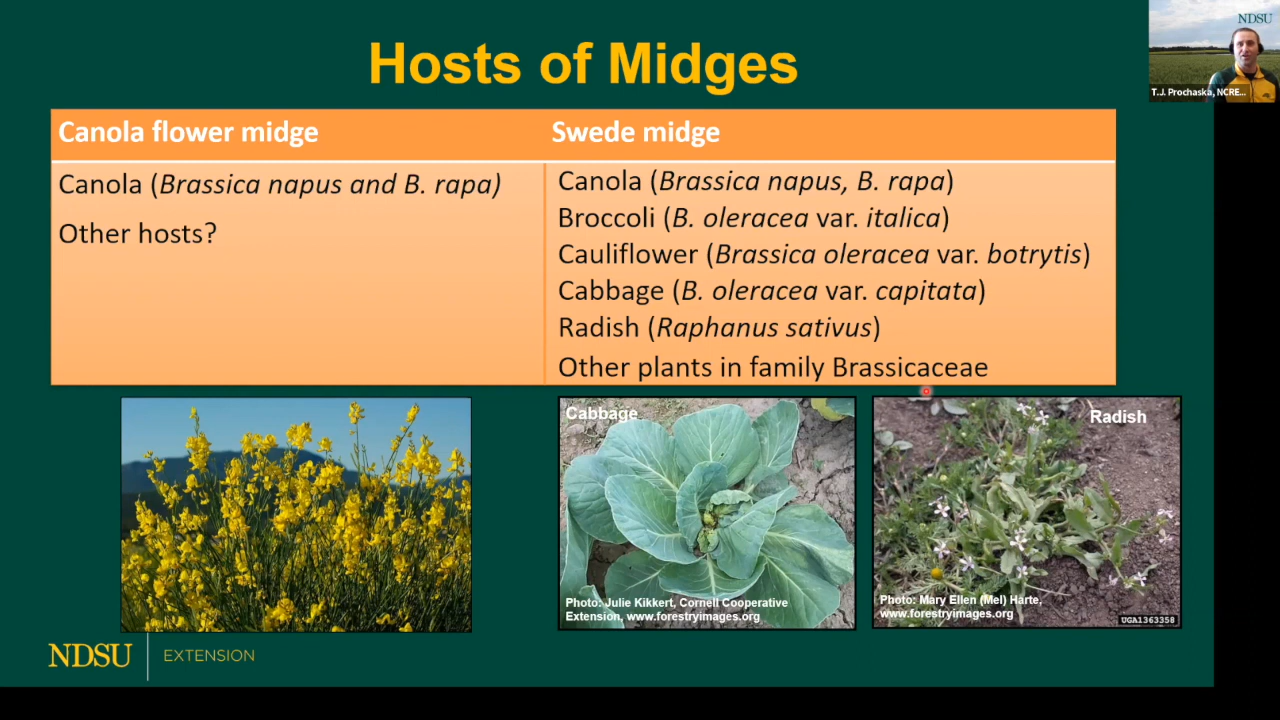 Hosts of Midges
NDSU
T.J. Prochaska, NCRE...
Canola flower midge
Swede midge
Canola (Brassica napus and B. rapa)
Other hosts?
Canola (Brassica napus, B. rapa)
Broccoli (B. oleracea var. italica)
Cauliflower (Brassica oleracea var. botrytis)
Cabbage (B. oleracea var. capitata)
Radish (Raphanus sativus)
Other plants in family Brassicaceae
Cabbage
Photo: Julie Kikkert, Cornell Cooperative
Extension, www.forestryimages.org
Radish
Photo: Mary Ellen (Mel) Harte,
www.forestryimages.org
UGA1363358
NDSU
EXTENSION